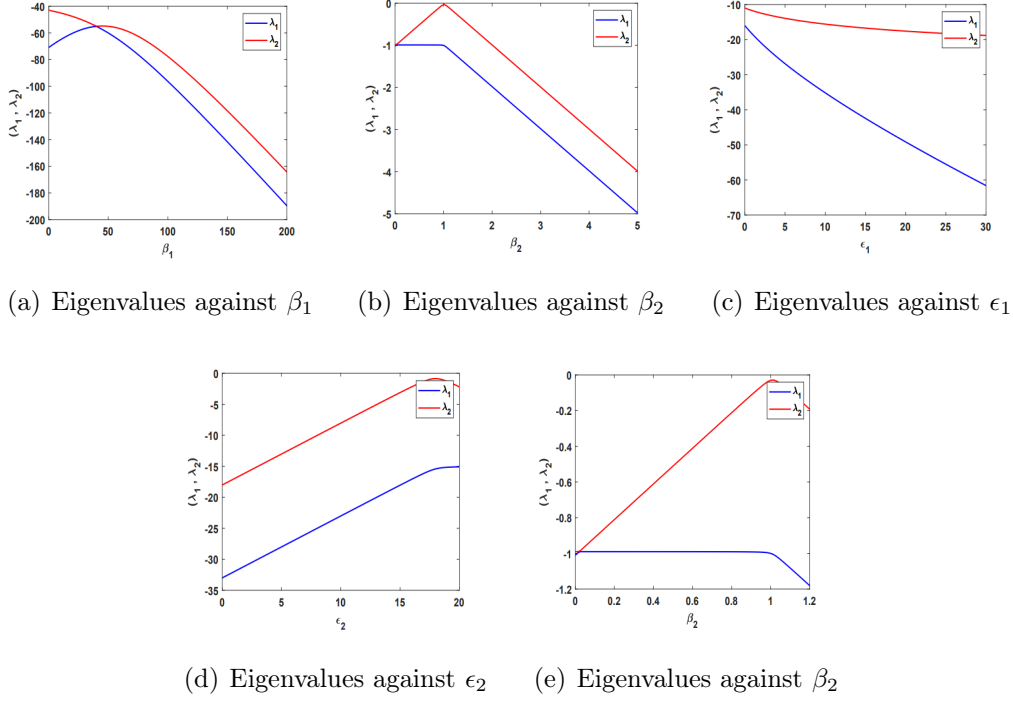 -40
-60
-80
-100
-120
-140
-160
-180
-200
0 50 100 150 200
(λ₁ , λ₂)
β₁
λ₁
λ₂
0
-1
-2
-3
-4
-5
0 1 2 3 4 5
(λ₁ , λ₂)
β₂
λ₁
λ₂
-10
-20
-30
-40
-50
-60
-70
0 5 10 15 20 25 30
(λ₁ , λ₂)
ϵ₁
λ₁
λ₂
(a) Eigenvalues against β₁ (b) Eigenvalues against β₂ (c) Eigenvalues against ϵ₁
0
-5
-10
-15
-20
-25
-30
-35
0 5 10 15 20
(λ₁ , λ₂)
ϵ₂
λ₁
λ₂
0
-0.2
-0.4
-0.6
-0.8
-1
-1.2
0 0.2 0.4 0.6 0.8 1 1.2
(λ₁ , λ₂)
β₂
λ₁
λ₂
(d) Eigenvalues against ϵ₂ (e) Eigenvalues against β₂